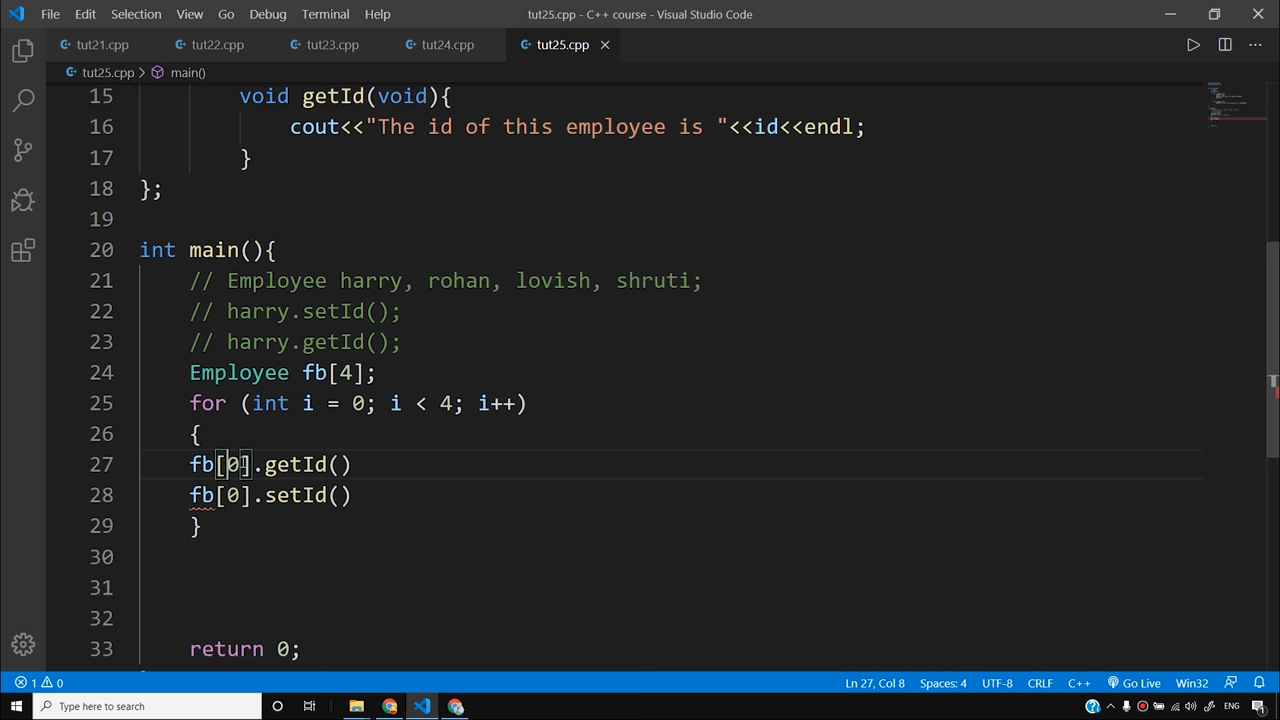 File Edit Selection View Go Debug Terminal Help tut25.cpp - C++ course - Visual Studio Code
tut21.cpp tut22.cpp tut23.cpp tut24.cpp tut25.cpp
tut25.cpp > main()
15 void getId(void){
16 cout<<"The id of this employee is "<<id<<endl;
17 }
18 };
19
20 int main(){
21 // Employee harry, rohan, lovish, shruti;
22 // harry.setId();
23 // harry.getId();
24 Employee fb[4];
25 for (int i = 0; i < 4; i++)
26 {
27 fb[0].getId()
28 fb[0].setId()
29 }
30
31
32
33 return 0;
1 0 Ln 27, Col 8 Spaces: 4 UTF-8 CRLF C++ Go Live Win32
Type here to search ENG